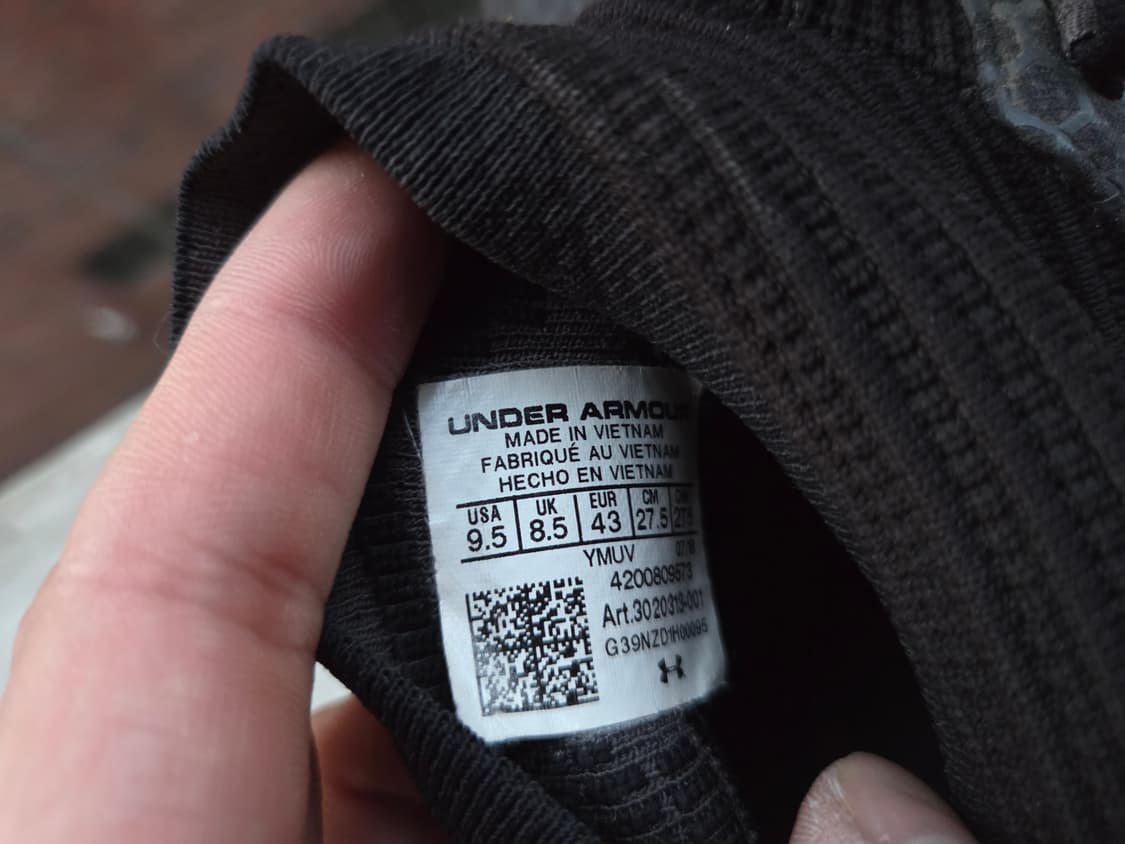 UNDER ARMOUR
MADE IN VIETNAM
FABRIQUÉ AU VIETNAM
HECHO EN VIETNAM
USA UK EUR CM
9.5 8.5 43 27.5
YMUV
4200809673
Art.3020313-001
G39NZD1H00095